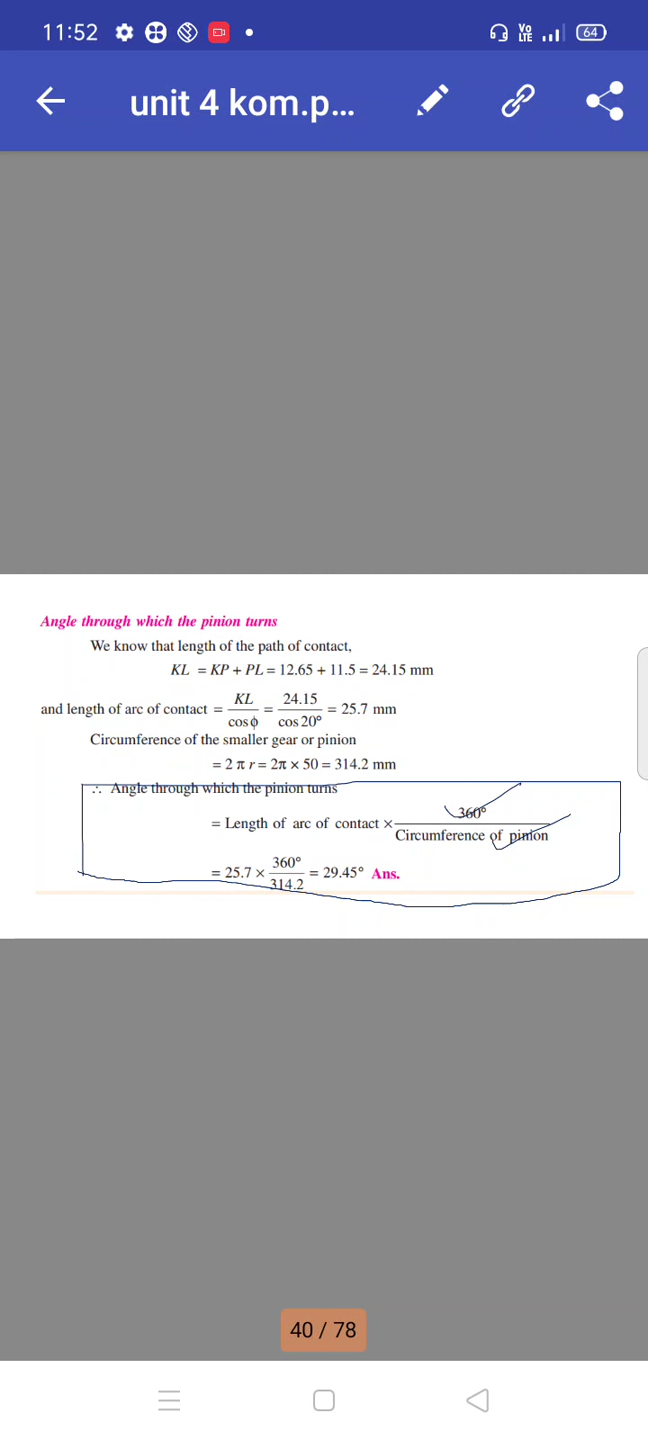 11:52
Vo LTE
64
unit 4 kom.p...
Angle through which the pinion turns
We know that length of the path of contact,
KL = KP + PL = 12.65 + 11.5 = 24.15 mm
and length of arc of contact = KL / cos ϕ = 24.15 / cos 20° = 25.7 mm
Circumference of the smaller gear or pinion
= 2 π r = 2π × 50 = 314.2 mm
∴ Angle through which the pinion turns
= Length of arc of contact × 360° / Circumference of pinion
= 25.7 × 360° / 314.2 = 29.45° Ans.
40 / 78